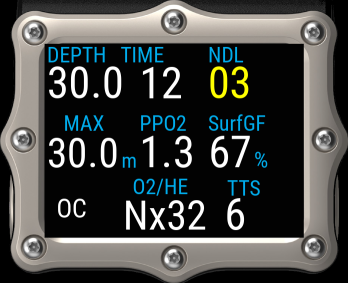 DEPTH TIME NDL
30.0 12 03
MAX PPO2 SurfGF
30.0m 1.3 67%
O2/HE TTS
OC Nx32 6